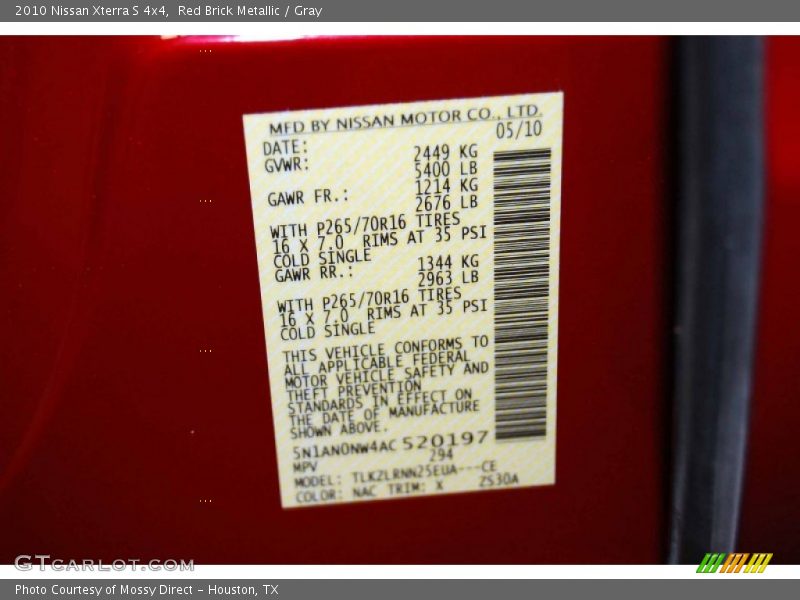 2010 Nissan Xterra S 4x4, Red Brick Metallic / Gray
MFD BY NISSAN MOTOR CO., LTD.
DATE: 05/10
GVWR: 2449 KG
5400 LB
GAWR FR.: 1214 KG
2676 LB
WITH P265/70R16 TIRES
16 X 7.0 RIMS AT 35 PSI
COLD SINGLE
GAWR RR.: 1344 KG
2963 LB
WITH P265/70R16 TIRES
16 X 7.0 RIMS AT 35 PSI
COLD SINGLE
THIS VEHICLE CONFORMS TO
ALL APPLICABLE FEDERAL
MOTOR VEHICLE SAFETY AND
THEFT PREVENTION
STANDARDS IN EFFECT ON
THE DATE OF MANUFACTURE
SHOWN ABOVE.
5N1AN0NW4AC520197
MPV 294
MODEL: TLKZLRNN25EUA---CE
COLOR: NAC TRIM: X ZS30A
GTcarlot.com
Photo Courtesy of Mossy Direct - Houston, TX